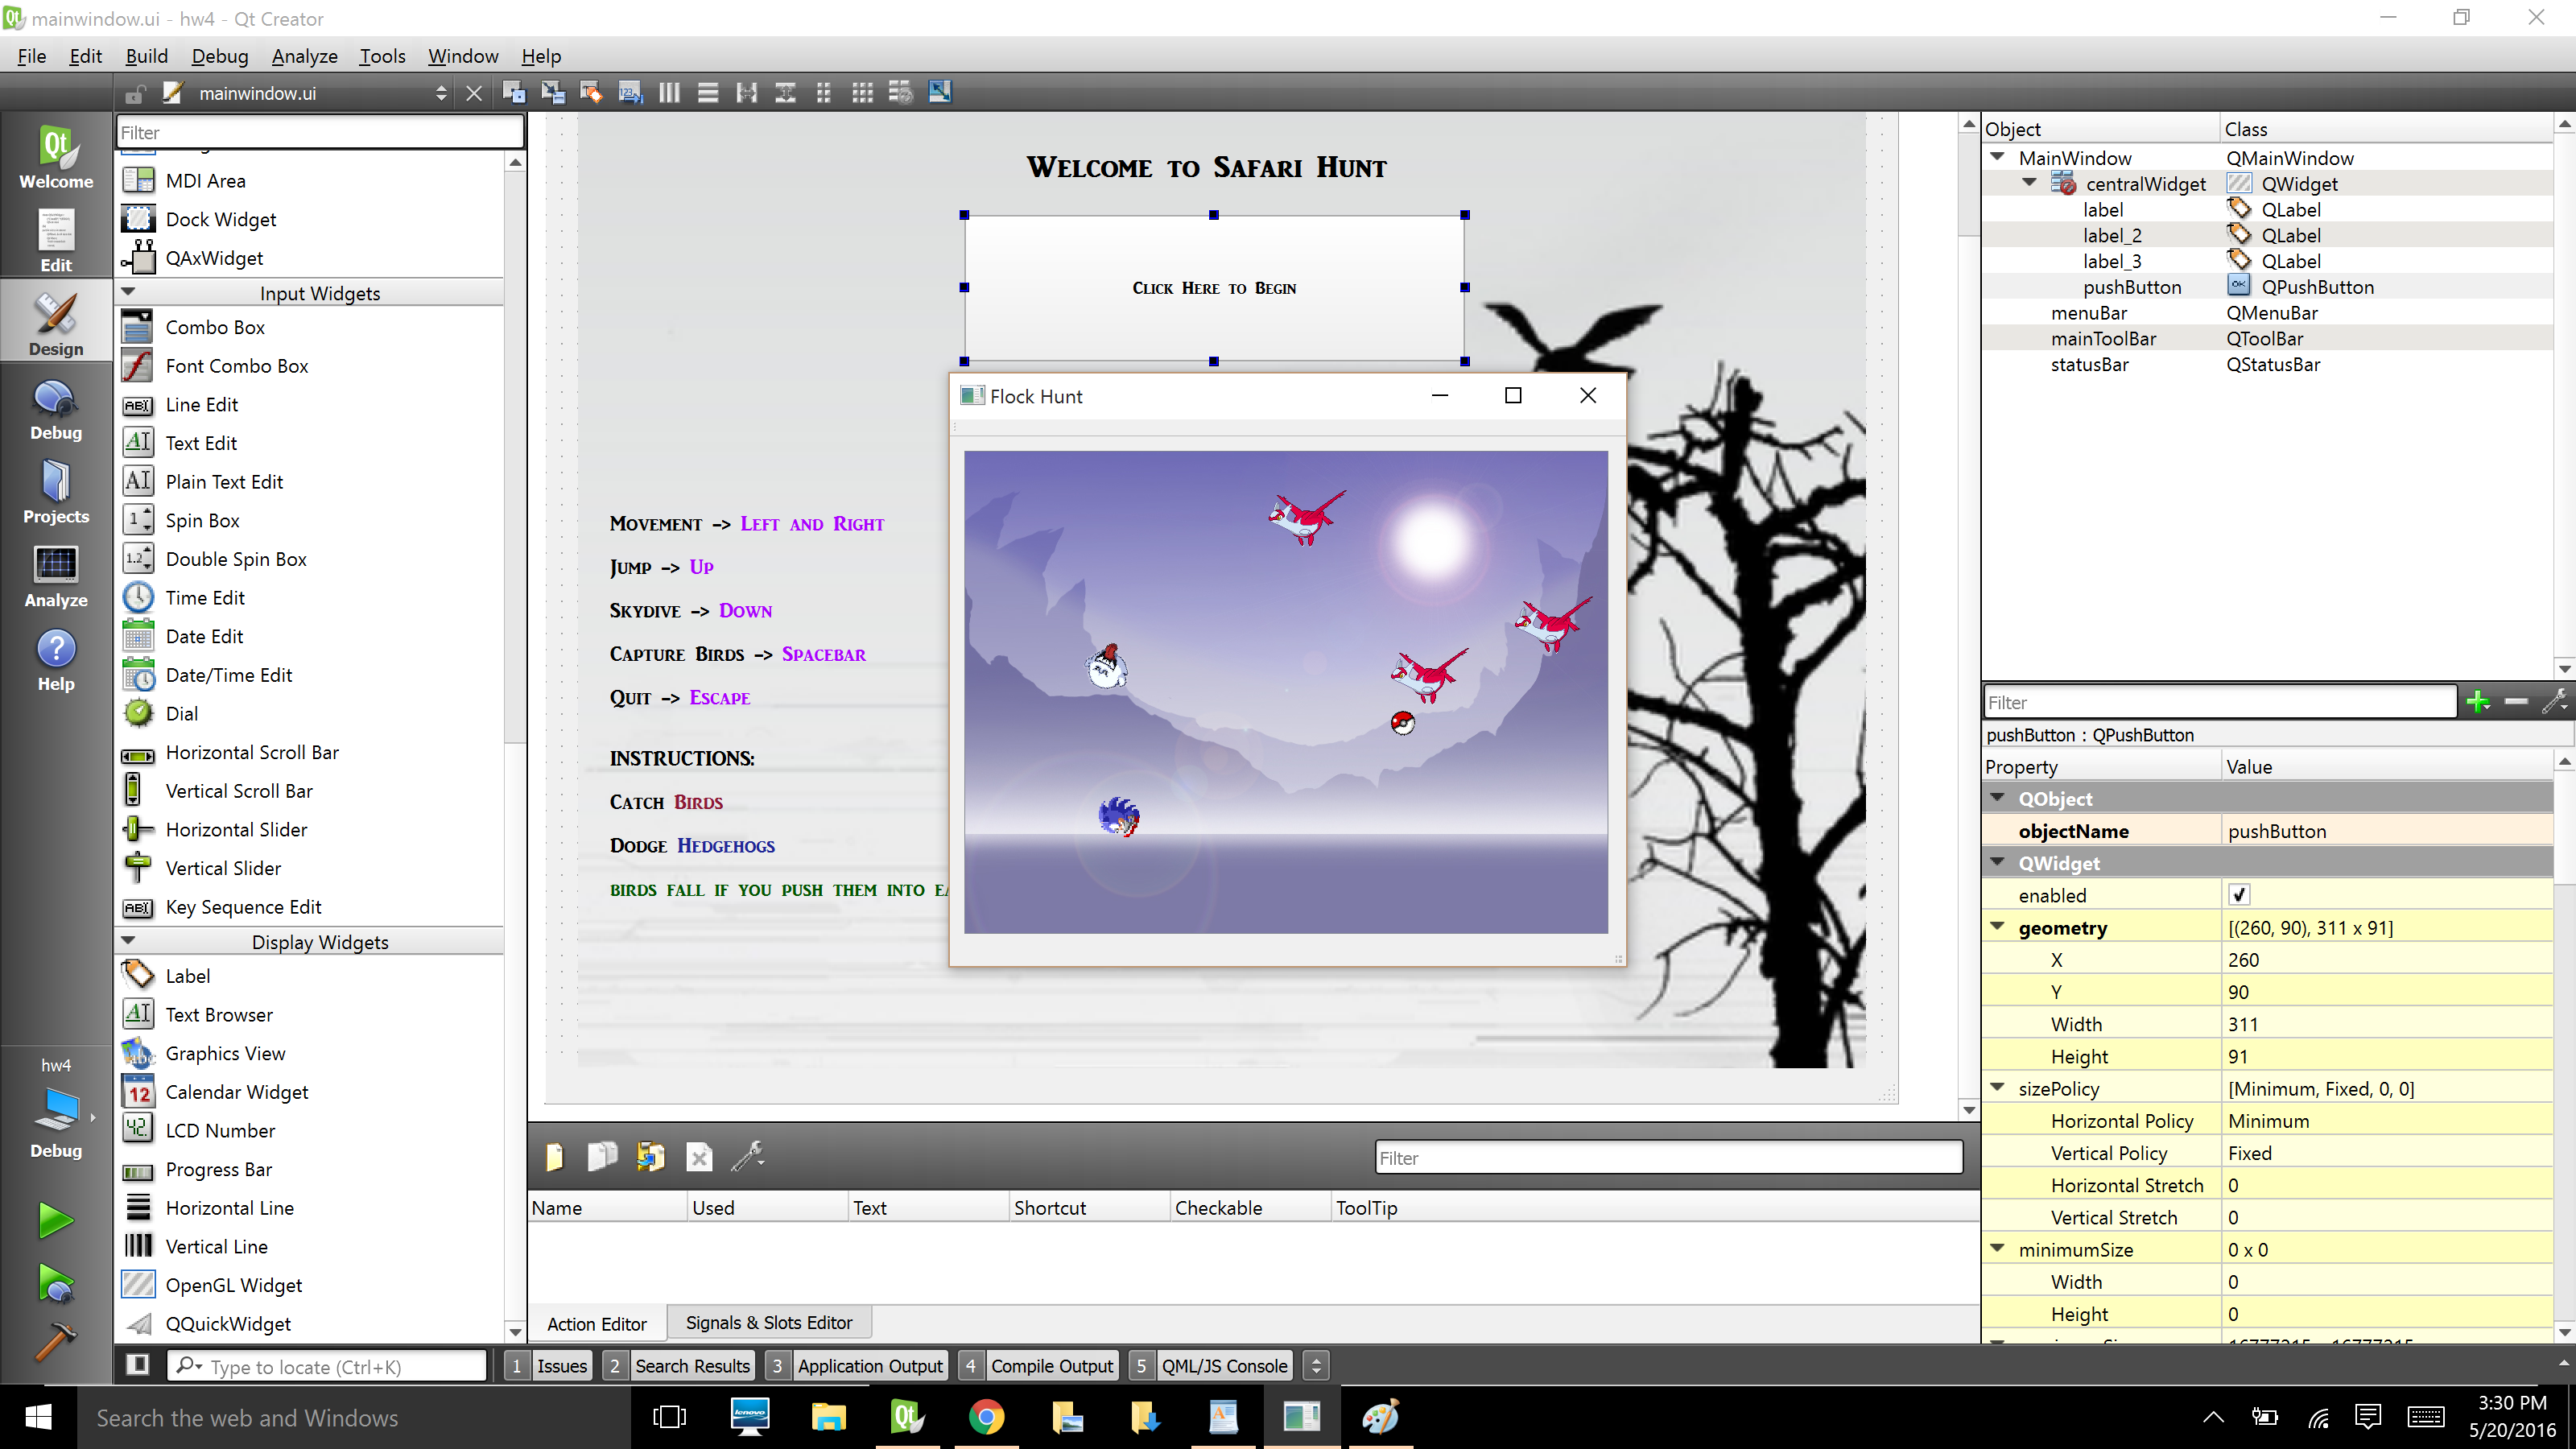 mainwindow.ui - hw4 - Qt Creator
File Edit Build Debug Analyze Tools Window Help
mainwindow.ui
Welcome
Edit
Design
Debug
Projects
Analyze
Help
hw4
Debug
Filter
MDI Area
Dock Widget
QAxWidget
Input Widgets
Combo Box
Font Combo Box
Line Edit
Text Edit
Plain Text Edit
Spin Box
Double Spin Box
Time Edit
Date Edit
Date/Time Edit
Dial
Horizontal Scroll Bar
Vertical Scroll Bar
Horizontal Slider
Vertical Slider
Key Sequence Edit
Display Widgets
Label
Text Browser
Graphics View
Calendar Widget
LCD Number
Progress Bar
Horizontal Line
Vertical Line
OpenGL Widget
QQuickWidget
Welcome to Safari Hunt
Click Here to Begin
Movement -> Left and Right
Jump -> Up
Skydive -> Down
Capture Birds -> Spacebar
Quit -> Escape
INSTRUCTIONS:
Catch Birds
Dodge Hedgehogs
birds fall if you push them into
Flock Hunt
Filter
Name Used Text Shortcut Checkable ToolTip
Action Editor Signals & Slots Editor
Object Class
MainWindow QMainWindow
centralWidget QWidget
label QLabel
label_2 QLabel
label_3 QLabel
pushButton QPushButton
menuBar QMenuBar
mainToolBar QToolBar
statusBar QStatusBar
Filter
pushButton : QPushButton
Property Value
QObject
objectName pushButton
QWidget
enabled
geometry [(260, 90), 311 x 91]
X 260
Y 90
Width 311
Height 91
sizePolicy [Minimum, Fixed, 0, 0]
Horizontal Policy Minimum
Vertical Policy Fixed
Horizontal Stretch 0
Vertical Stretch 0
minimumSize 0 x 0
Width 0
Height 0
Type to locate (Ctrl+K)
1 Issues 2 Search Results 3 Application Output 4 Compile Output 5 QML/JS Console
Search the web and Windows
lenovo
3:30 PM
5/20/2016